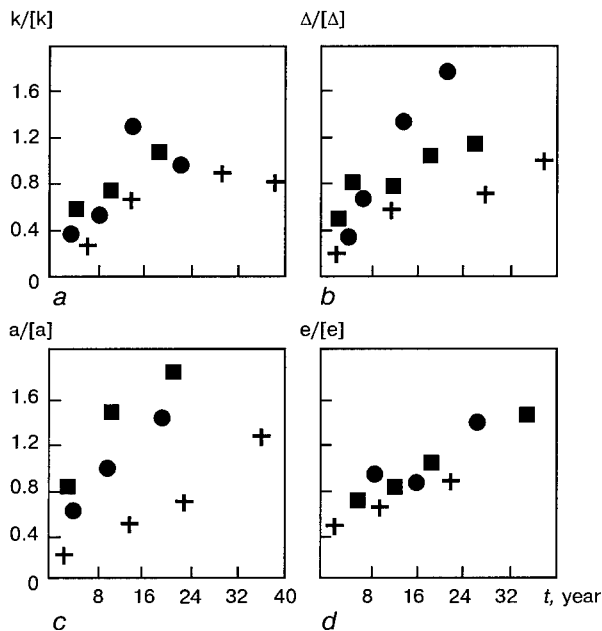 k/[k]
Δ/[Δ]
1.6
1.2
0.8
0.4
0
a
b
a/[a]
e/[e]
1.6
1.2
0.8
0.4
0
8 16 24 32 40
8 16 24 32 t, year
c
d